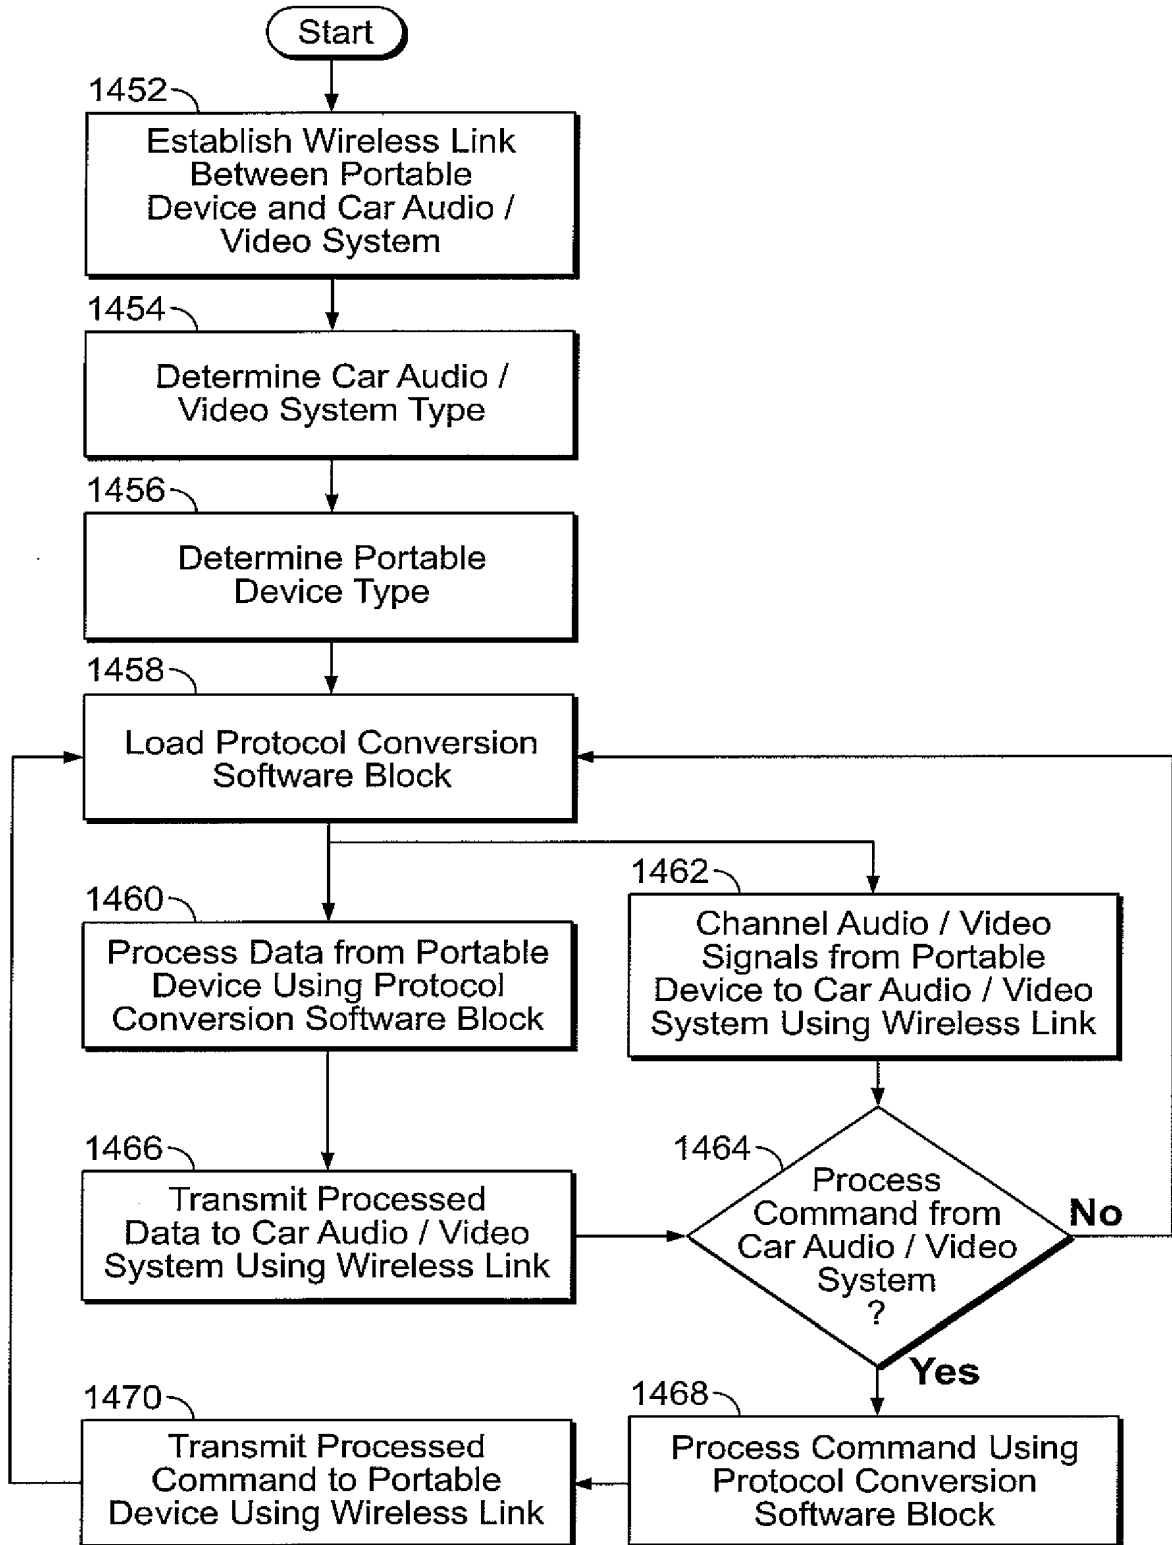 Start
1452
Establish Wireless Link
Between Portable
Device and Car Audio /
Video System
1454
Determine Car Audio /
Video System Type
1456
Determine Portable
Device Type
1458
Load Protocol Conversion
Software Block
1460
Process Data from Portable
Device Using Protocol
Conversion Software Block
1462
Channel Audio / Video
Signals from Portable
Device to Car Audio / Video
System Using Wireless Link
1466
Transmit Processed
Data to Car Audio / Video
System Using Wireless Link
1464
Process
Command from
Car Audio / Video
System
?
No
Yes
1468
Process Command Using
Protocol Conversion
Software Block
1470
Transmit Processed
Command to Portable
Device Using Wireless Link